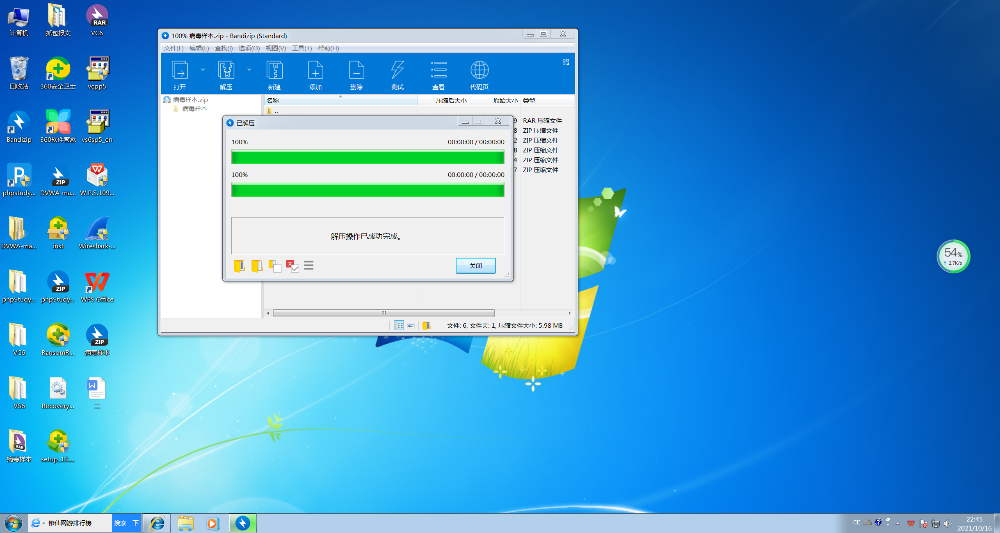 计算机
抓包报文
VC6
回收站
360安全卫士
vcpp5
Bandizip
360软件管家
vs6sp5_en
phpstudy...
DVWA-ma...
W.P.S.109...
DVWA-ma...
inst
Wireshark-...
phpStudy...
phpStudy...
WPS Office
VC6
RansomR...
病毒样本
VS6
Recovery...
二
病毒样本
setup_13....
RAR
ZIP
ZIP
ZIP
RAR
100% 病毒样本.zip - Bandizip (Standard)
文件(F) 编辑(E) 查找(I) 选项(O) 视图(V) 工具(T) 帮助(H)
打开 解压 新建 添加 删除 测试 查看 代码页
病毒样本.zip
病毒样本
名称 压缩后大小 原始大小 类型
..
9 RAR 压缩文件
8 ZIP 压缩文件
2 ZIP 压缩文件
8 ZIP 压缩文件
4 ZIP 压缩文件
7 ZIP 压缩文件
已解压
100% 00:00:00 / 00:00:00
100% 00:00:00 / 00:00:00
解压操作已成功完成。
关闭
文件: 6, 文件夹: 1, 压缩文件大小: 5.98 MB
54%
2.7K/s
修仙网游排行榜 搜索一下
CH
22:45
2021/10/16